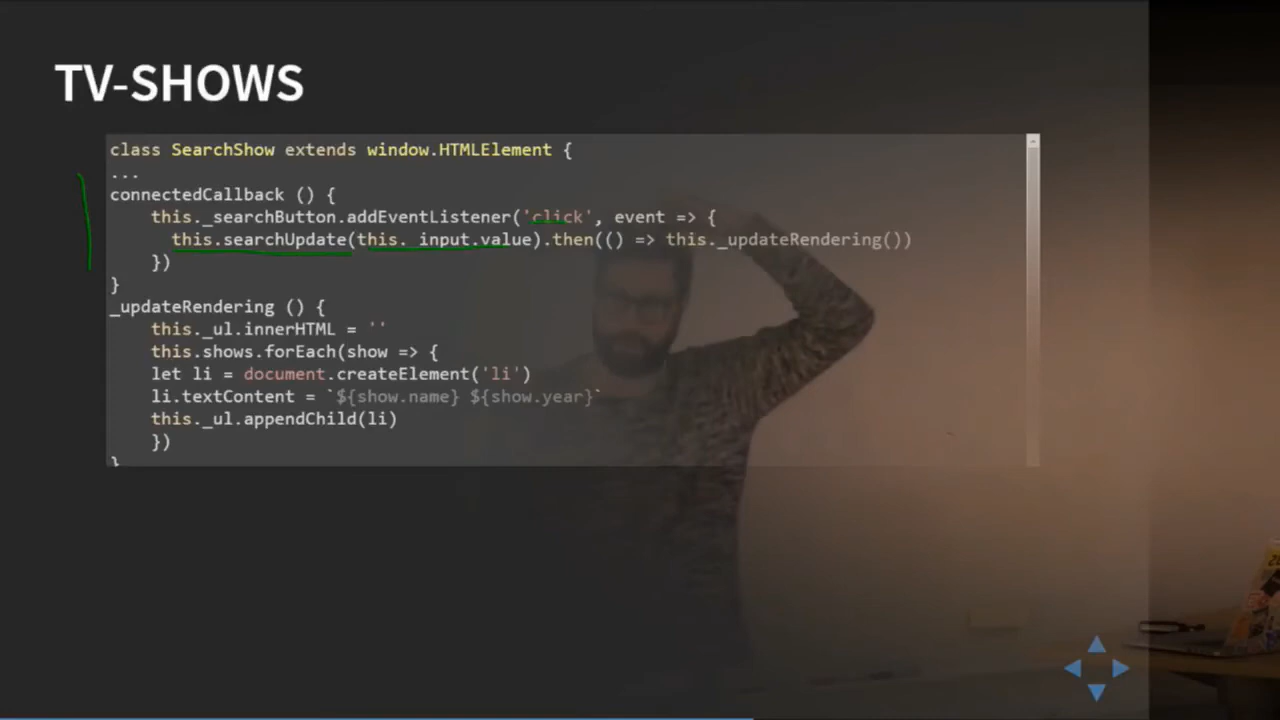 TV-SHOWS
class SearchShow extends window.HTMLElement {
...
connectedCallback () {
this._searchButton.addEventListener('click', event => {
this.searchUpdate(this._input.value).then(() => this._updateRendering())
})
}
_updateRendering () {
this._ul.innerHTML = ''
this.shows.forEach(show => {
let li = document.createElement('li')
li.textContent = `${show.name} ${show.year}`
this._ul.appendChild(li)
})
}